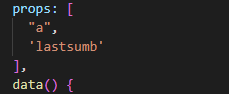 props: [
"a",
'lastsumb'
],
data() {